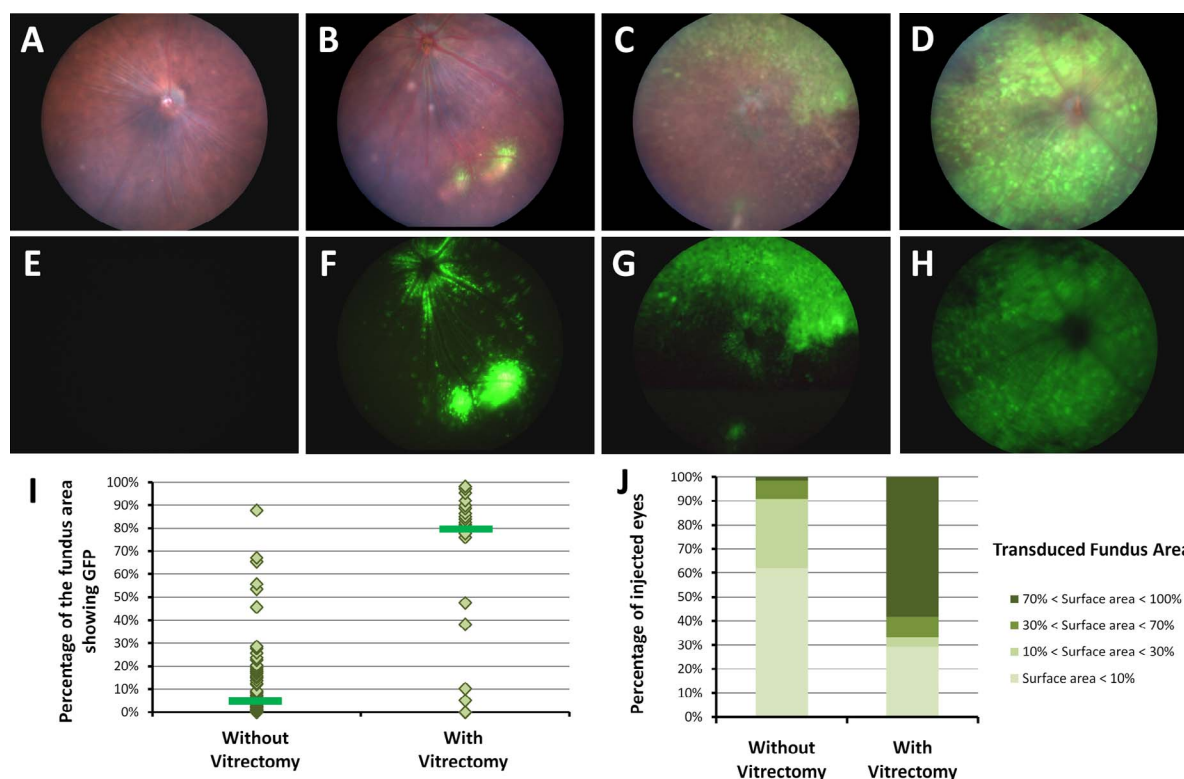 A
B
C
D
E
F
G
H
I
Percentage of the fundus area
showing GFP
100%
90%
80%
70%
60%
50%
40%
30%
20%
10%
0%
Without
Vitrectomy
With
Vitrectomy
J
Percentage of injected eyes
100%
90%
80%
70%
60%
50%
40%
30%
20%
10%
0%
Without
Vitrectomy
With
Vitrectomy
Transduced Fundus Area
70% < Surface area < 100%
30% < Surface area < 70%
10% < Surface area < 30%
Surface area < 10%